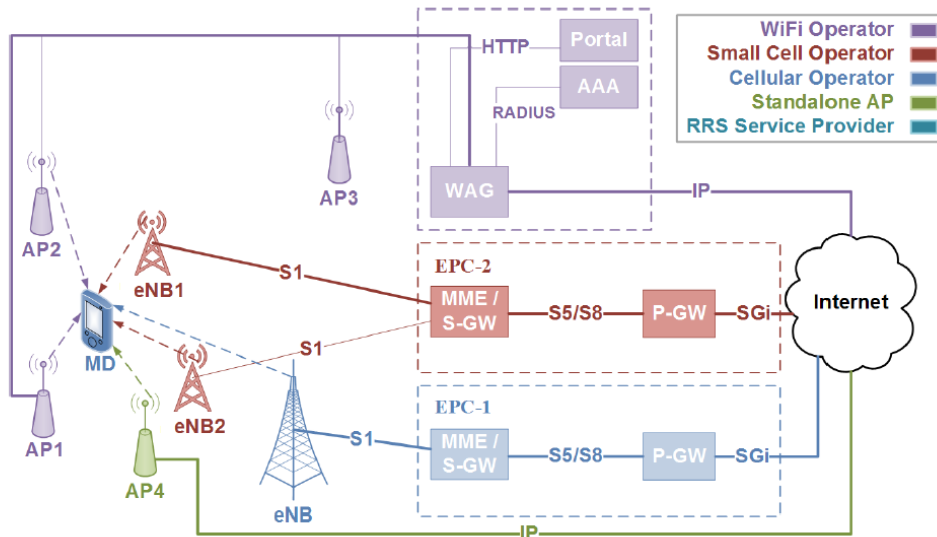 WiFi Operator
Small Cell Operator
Cellular Operator
Standalone AP
RRS Service Provider
HTTP
Portal
AAA
RADIUS
WAG
IP
AP3
AP2
eNB1
S1
EPC-2
MME /
S-GW
S5/S8
P-GW
SGi
Internet
MD
S1
eNB2
AP1
AP4
eNB
S1
EPC-1
MME /
S-GW
S5/S8
P-GW
SGi
IP